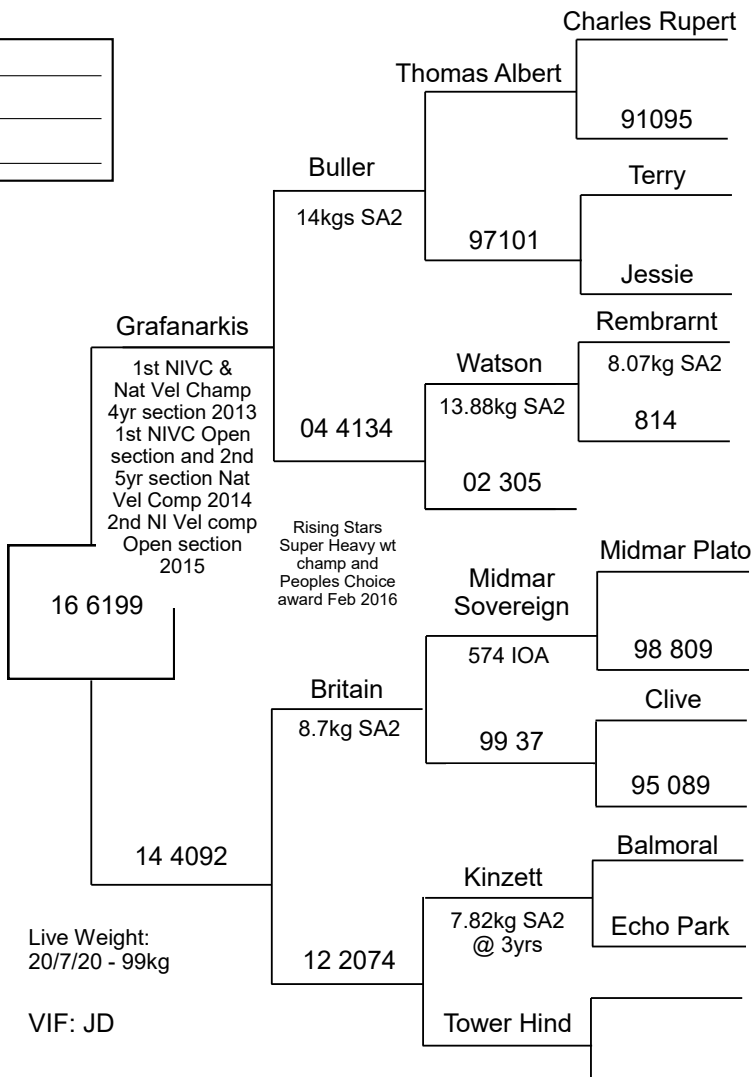 Charles Rupert
Thomas Albert
91095
Buller
Terry
14kgs SA2
97101
Jessie
Grafanarkis
Rembrarnt
1st NIVC &
Nat Vel Champ
4yr section 2013
1st NIVC Open
section and 2nd
5yr section Nat
Vel Comp 2014
2nd NI Vel comp
Open section
2015
Watson
8.07kg SA2
13.88kg SA2
814
04 4134
02 305
Rising Stars
Super Heavy wt
champ and
Peoples Choice
award Feb 2016
16 6199
Midmar Plato
Midmar
Sovereign
574 IOA
98 809
Britain
8.7kg SA2
Clive
99 37
95 089
14 4092
Balmoral
Kinzett
7.82kg SA2
@ 3yrs
Echo Park
12 2074
Tower Hind
Live Weight:
20/7/20 - 99kg
VIF: JD